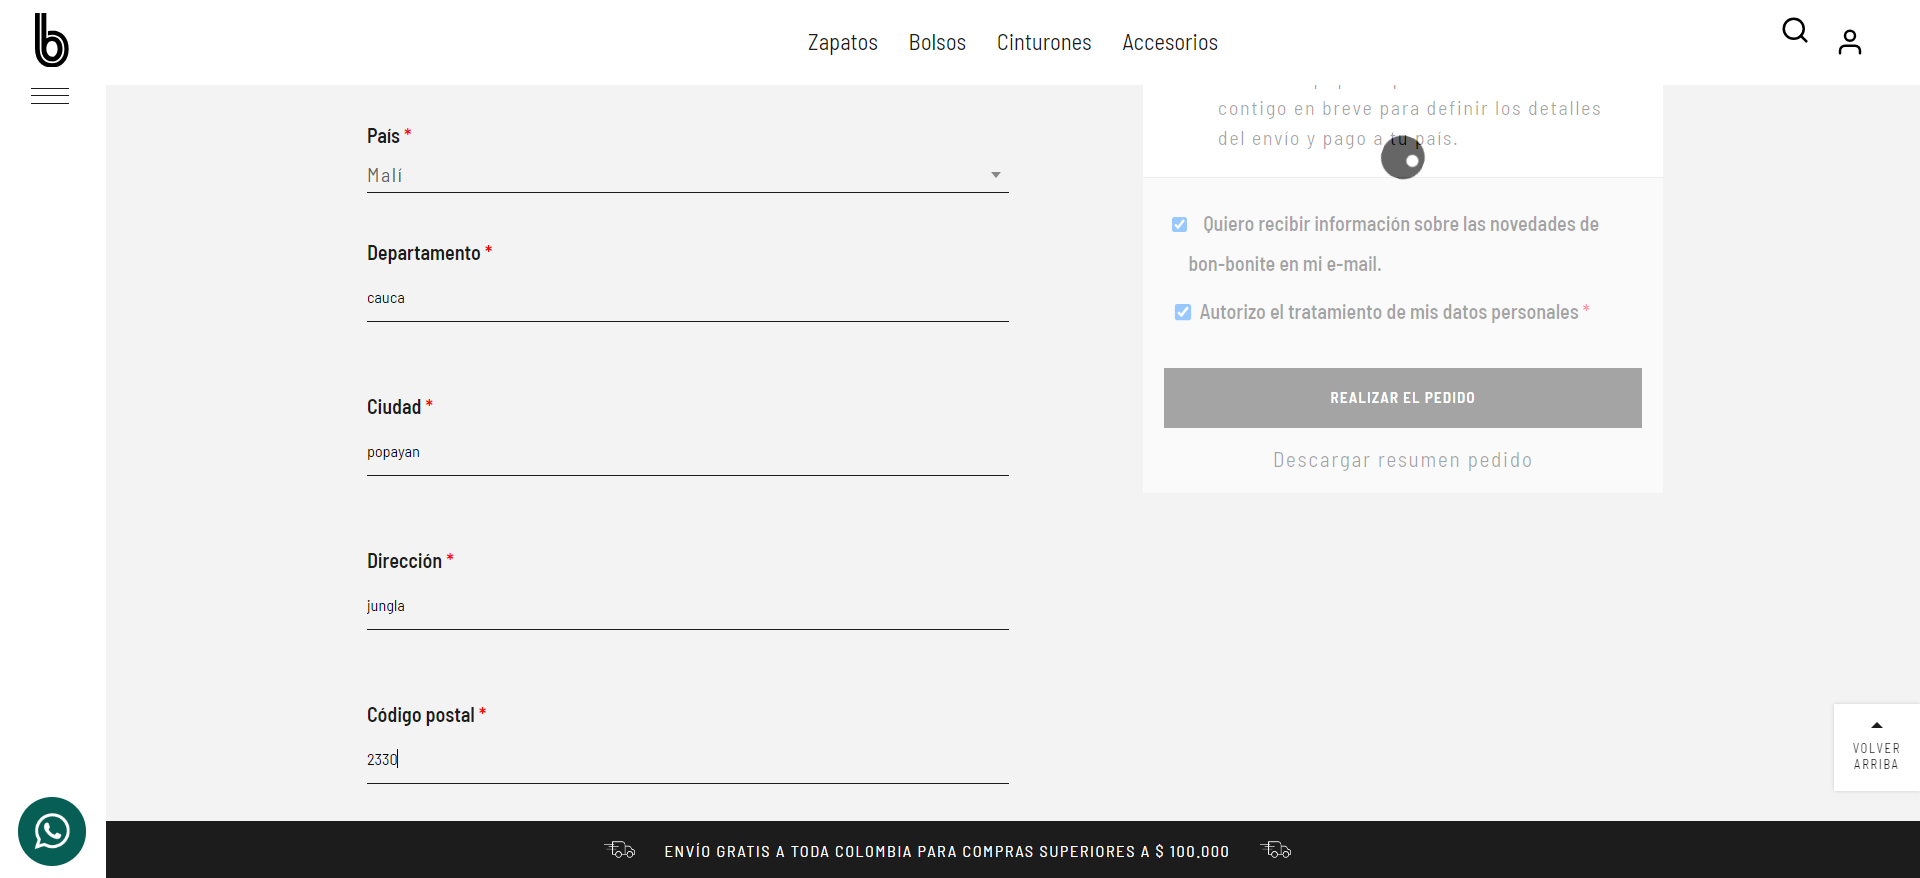 b
Zapatos Bolsos Cinturones Accesorios
País *
Malí
Departamento *
cauca
Ciudad *
popayan
Dirección *
jungla
Código postal *
2330
contigo en breve para definir los detalles
del envío y pago a tu país.
Quiero recibir información sobre las novedades de
bon-bonite en mi e-mail.
Autorizo el tratamiento de mis datos personales *
REALIZAR EL PEDIDO
Descargar resumen pedido
VOLVER
ARRIBA
ENVÍO GRATIS A TODA COLOMBIA PARA COMPRAS SUPERIORES A $ 100.000